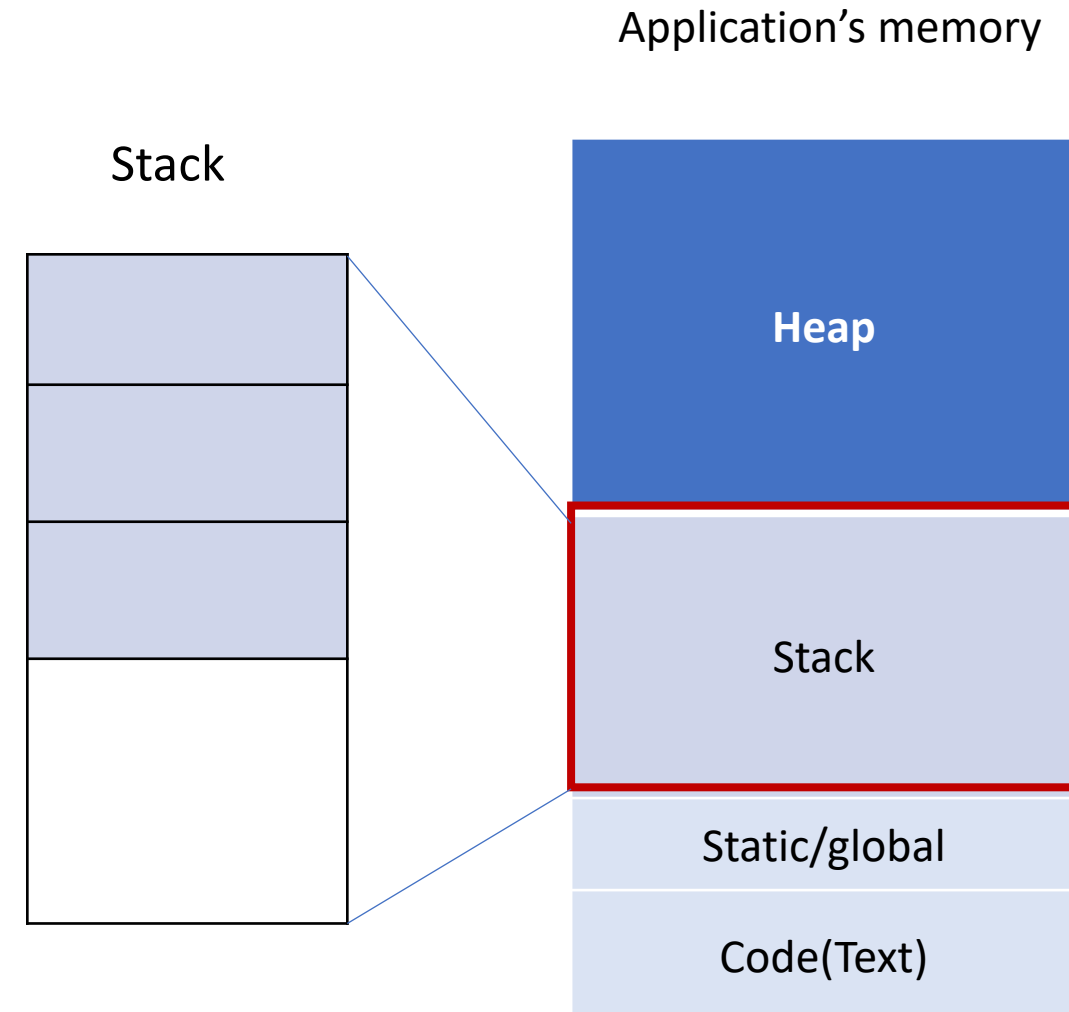 Application’s memory
Stack
Heap
Stack
Static/global
Code(Text)